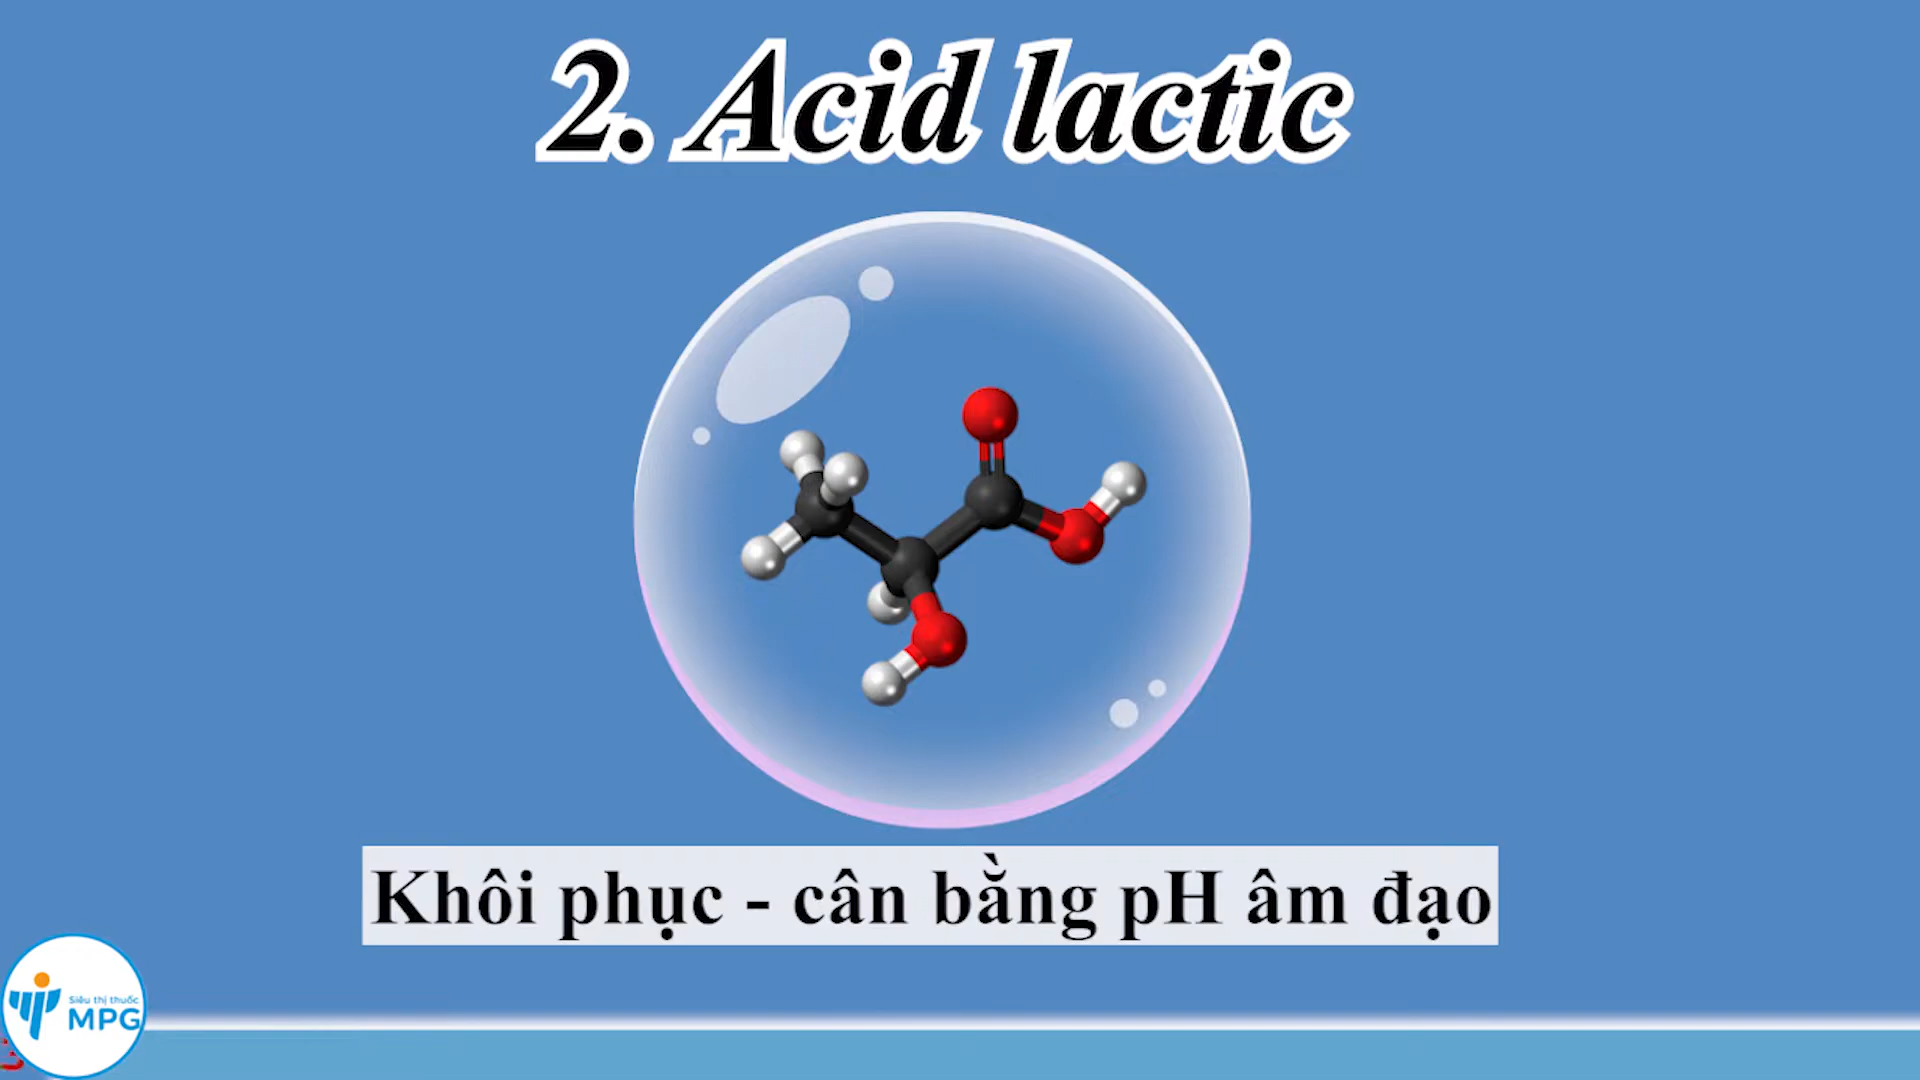 2. Acid lactic
Khôi phục - cân bằng pH âm đạo
Siêu thị thuốc
MPG